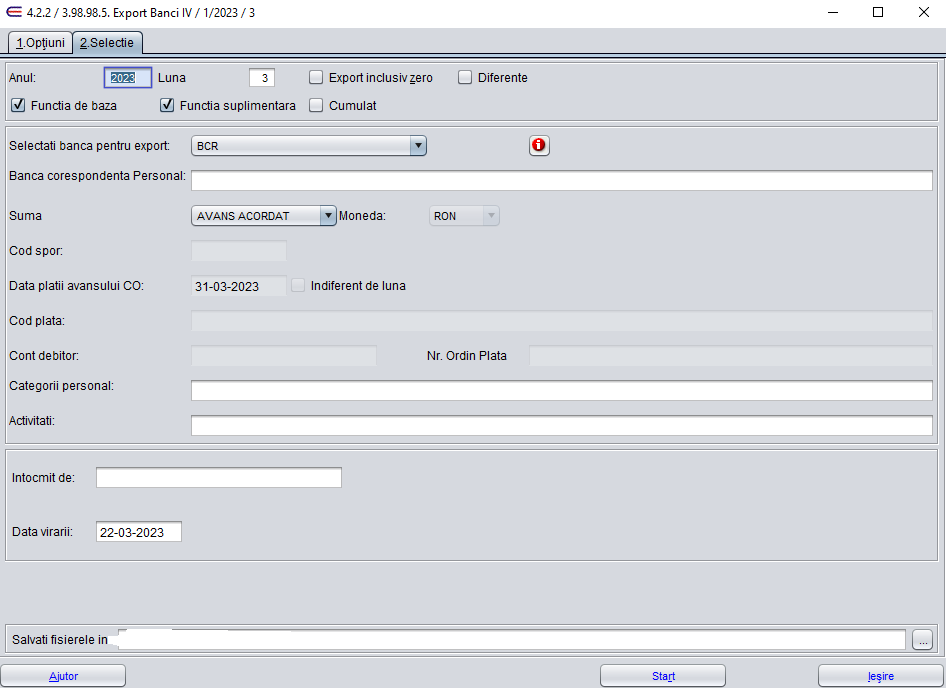 4.2.2 / 3.98.98.5. Export Banci IV / 1/2023 / 3
1.Opţiuni 2.Selectie
Anul: 2023 Luna 3 Export inclusiv zero Diferente
Functia de baza Functia suplimentara Cumulat
Selectati banca pentru export: BCR
Banca corespondenta Personal:
Suma AVANS ACORDAT Moneda: RON
Cod spor:
Data platii avansului CO: 31-03-2023 Indiferent de luna
Cod plata:
Cont debitor: Nr. Ordin Plata
Categorii personal:
Activitati:
Intocmit de:
Data virarii: 22-03-2023
Salvati fisierele in ...
Ajutor Start Ieşire